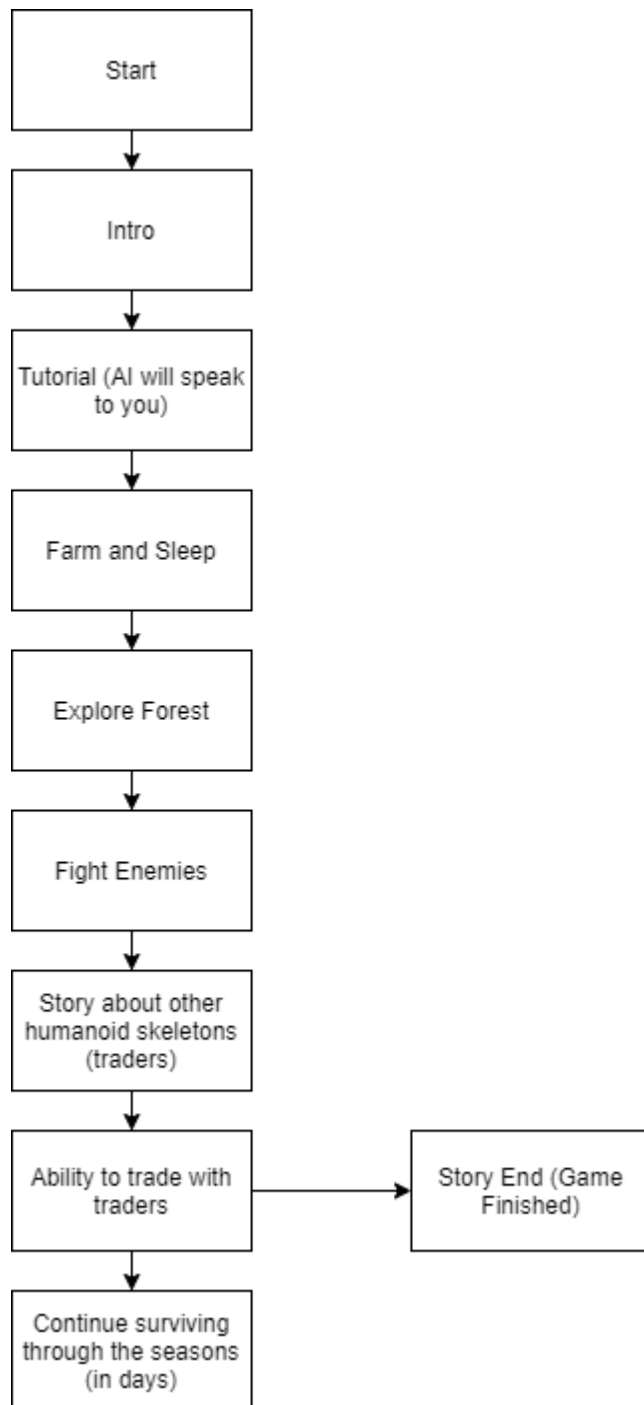 Start
Intro
Tutorial (AI will speak
to you)
Farm and Sleep
Explore Forest
Fight Enemies
Story about other
humanoid skeletons
(traders)
Ability to trade with
traders
Story End (Game
Finished)
Continue surviving
through the seasons
(in days)